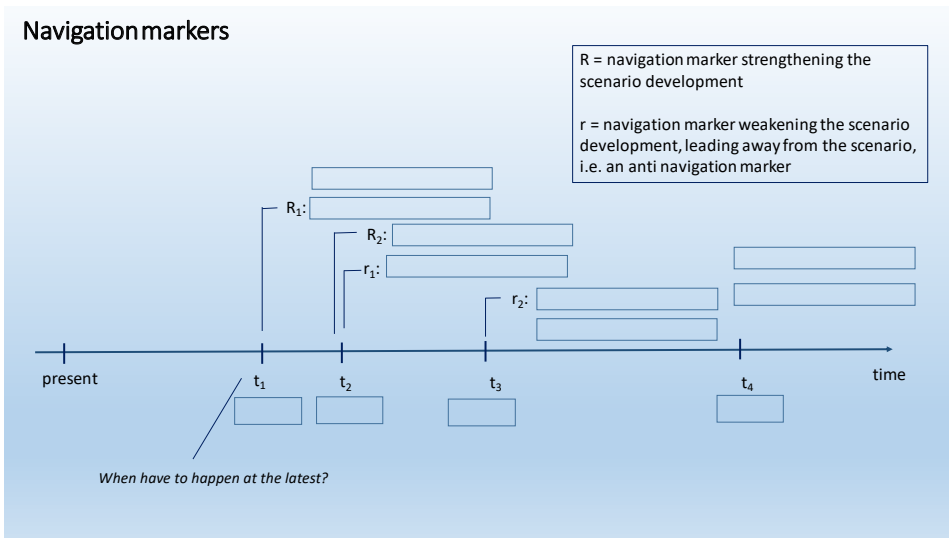 Navigation markers
R = navigation marker strengthening the
scenario development
r = navigation marker weakening the scenario
development, leading away from the scenario,
i.e. an anti navigation marker
R₁:
R₂:
r₁:
r₂:
present
t₁
t₂
t₃
t₄
time
When have to happen at the latest?